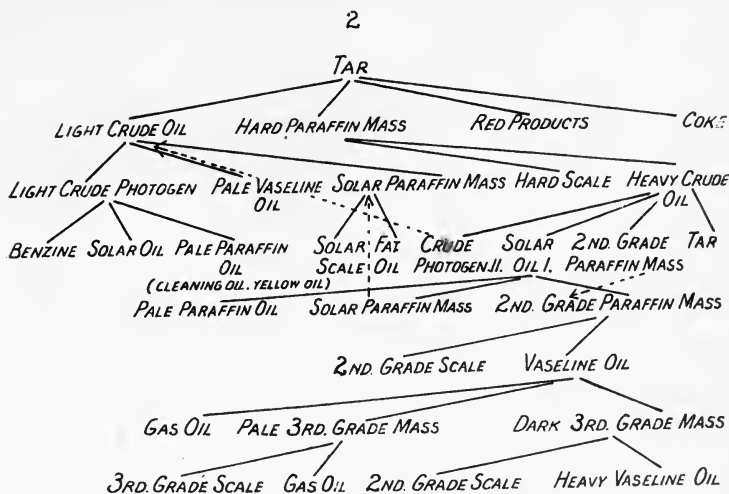 2
TAR
LIGHT CRUDE OIL HARD PARAFFIN MASS RED PRODUCTS COKE
LIGHT CRUDE PHOTOGEN PALE VASELINE OIL SOLAR PARAFFIN MASS HARD SCALE HEAVY CRUDE OIL
BENZINE SOLAR OIL PALE PARAFFIN OIL SOLAR SCALE FAT OIL CRUDE PHOTOGEN II. SOLAR OIL I. 2ND. GRADE PARAFFIN MASS TAR
(CLEANING OIL. YELLOW OIL)
PALE PARAFFIN OIL SOLAR PARAFFIN MASS 2ND. GRADE PARAFFIN MASS
2ND. GRADE SCALE VASELINE OIL
GAS OIL PALE 3RD. GRADE MASS DARK 3RD. GRADE MASS
3RD. GRADE SCALE GAS OIL 2ND. GRADE SCALE HEAVY VASELINE OIL